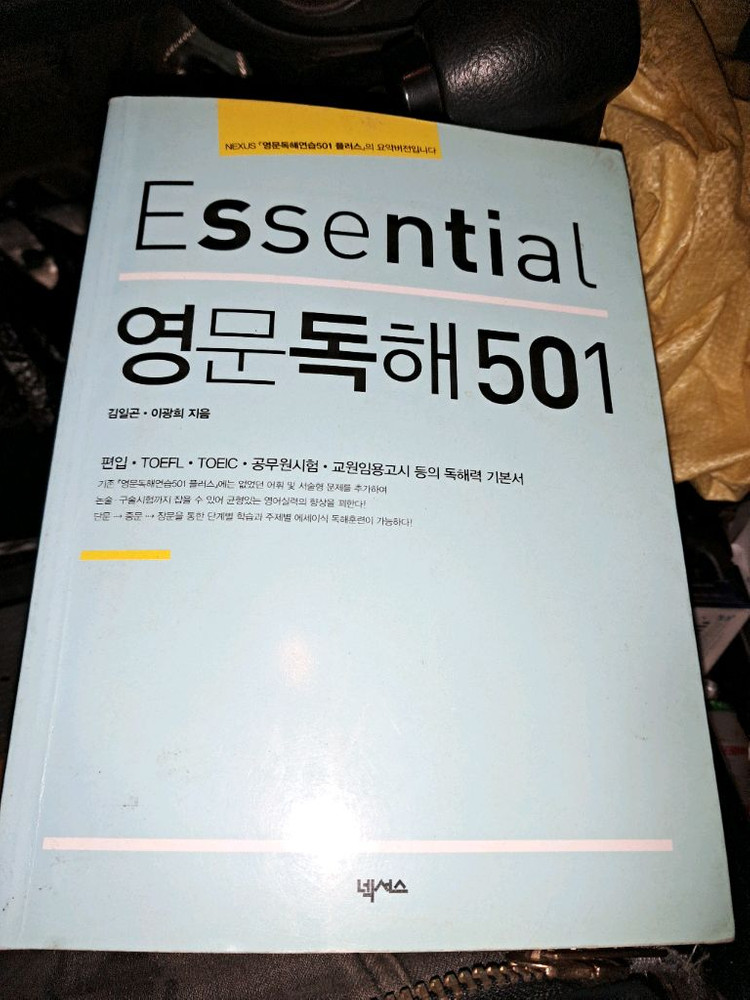 NEXUS 『영문독해연습501 플러스』의 요약버전입니다
Essential
영문독해 501
김일곤 · 이광희 지음
편입 · TOEFL · TOEIC · 공무원시험 · 교원임용고시 등의 독해력 기본서
기존 『영문독해연습501 플러스』에는 없었던 어휘 및 서술형 문제를 추가하여
논술 · 구술시험까지 잡을 수 있어 균형있는 영어실력의 향상을 꾀한다!
단문 → 중문 → 장문을 통한 단계별 학습과 주제별 에세이식 독해훈련이 가능하다!
넥서스